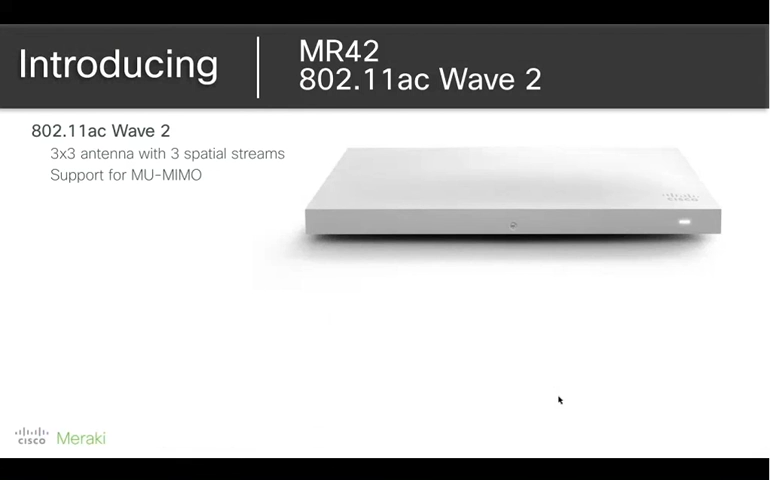 Introducing
MR42
802.11ac Wave 2
802.11ac Wave 2
3x3 antenna with 3 spatial streams
Support for MU-MIMO
CISCO
CISCO Meraki